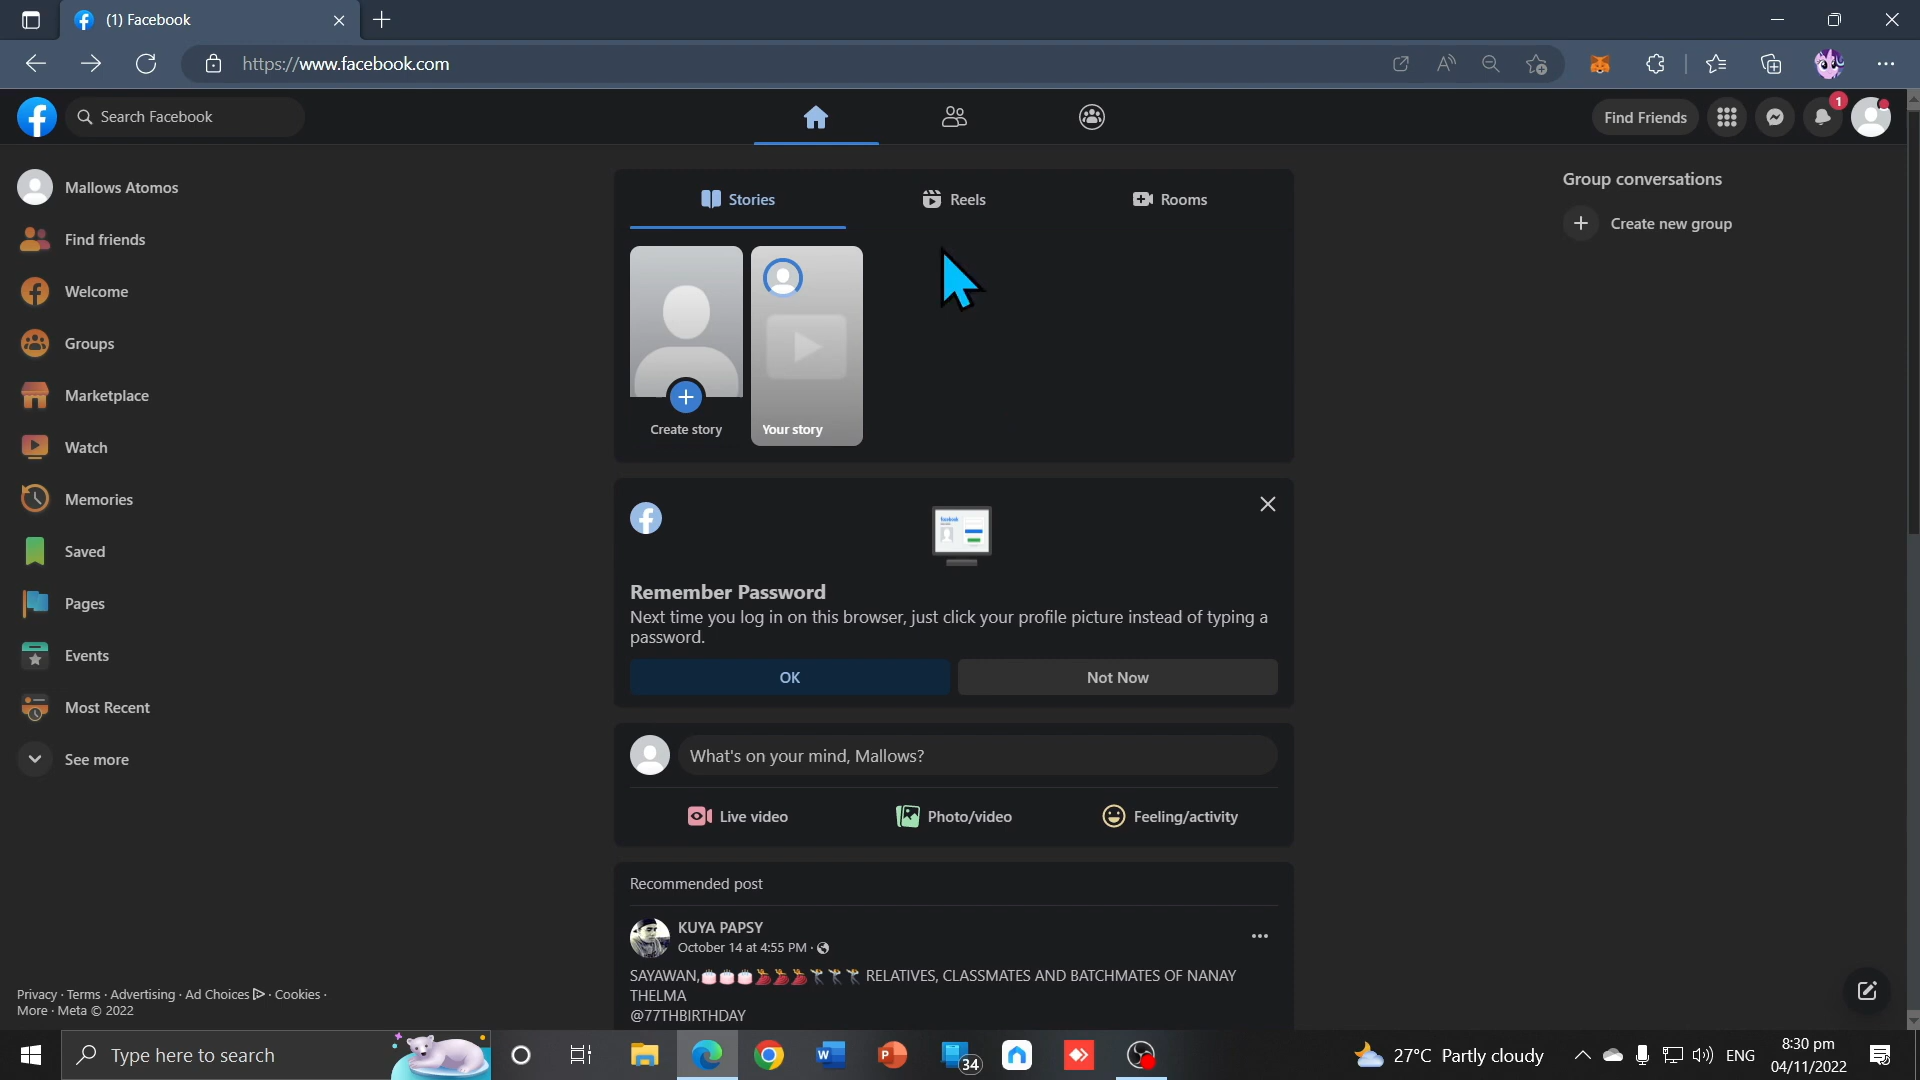 (1) Facebook
https://www.facebook.com
Search Facebook
Find Friends
1
Mallows Atomos
Find friends
Welcome
Groups
Marketplace
Watch
Memories
Saved
Pages
Events
Most Recent
See more
Privacy · Terms · Advertising · Ad Choices · Cookies ·
More · Meta © 2022
Stories
Reels
Rooms
Create story
Your story
Remember Password
Next time you log in on this browser, just click your profile picture instead of typing a
password.
OK
Not Now
What's on your mind, Mallows?
Live video
Photo/video
Feeling/activity
Recommended post
KUYA PAPSY
October 14 at 4:55 PM ·
SAYAWAN,🎂🎂🎂💃💃💃🕺🕺🕺 RELATIVES, CLASSMATES AND BATCHMATES OF NANAY
THELMA
@77THBIRTHDAY
Group conversations
Create new group
Type here to search
34
27°C Partly cloudy
ENG
8:30 pm
04/11/2022